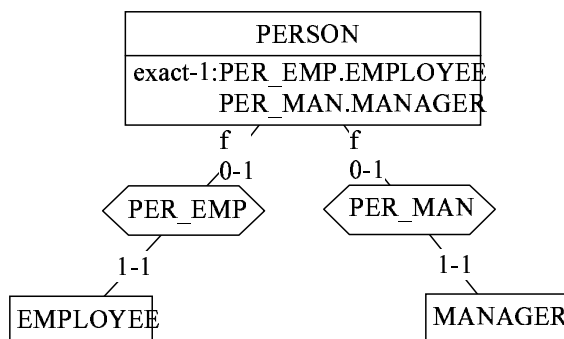 PERSON
exact-1:PER_EMP.EMPLOYEE
PER_MAN.MANAGER
f f
0-1 0-1
PER_EMP PER_MAN
1-1 1-1
EMPLOYEE MANAGER